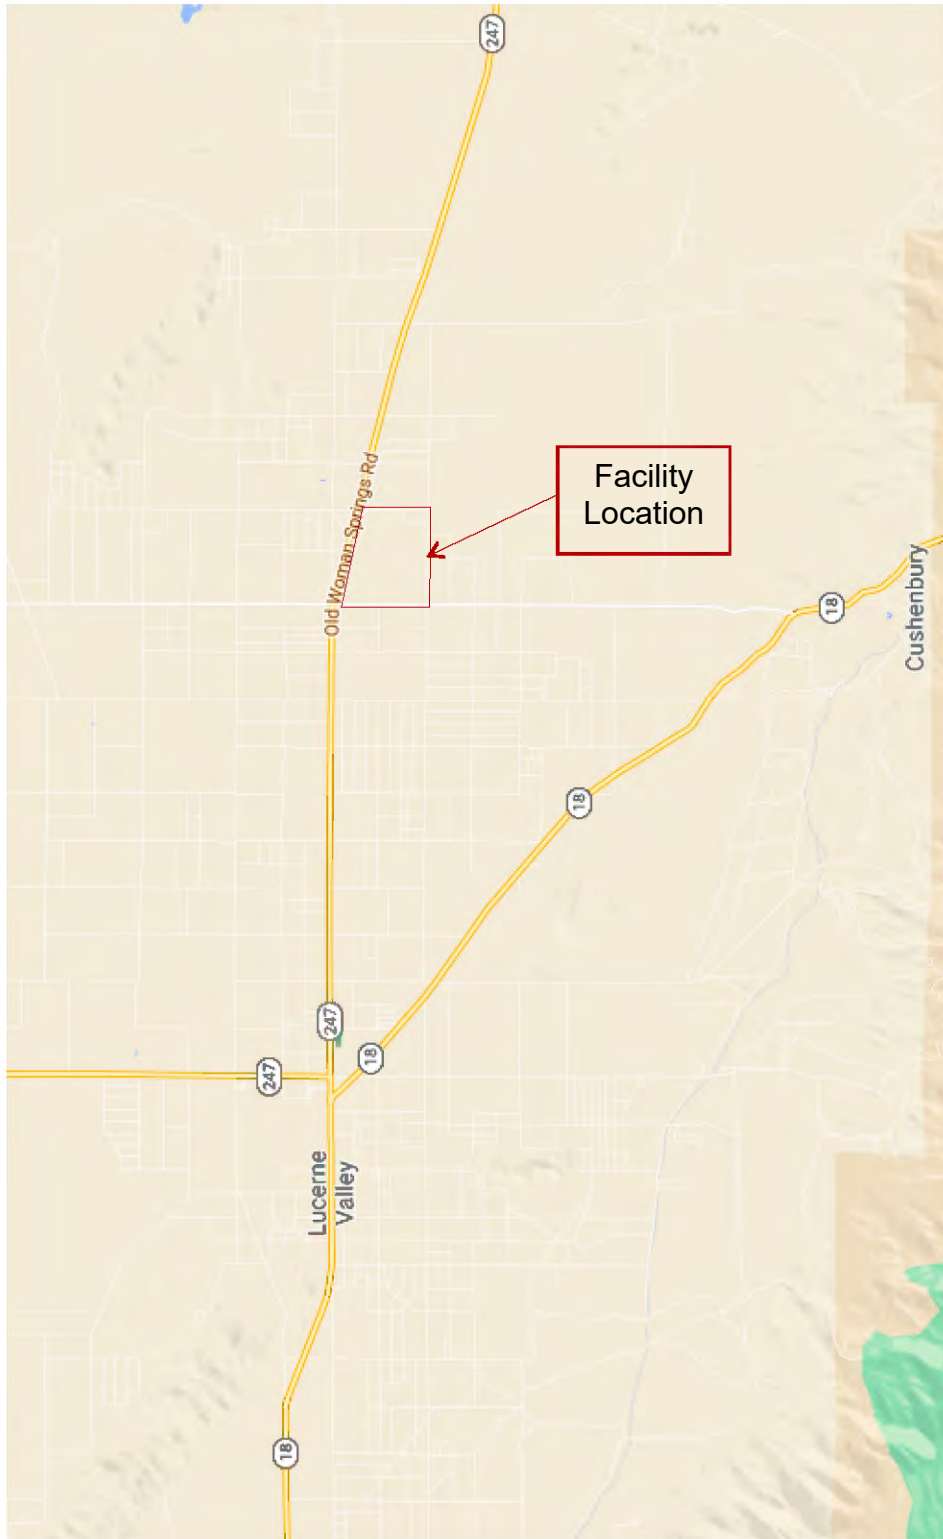 247
Old Woman Springs Rd
Facility
Location
18
Cushenbury
18
247
18
247
Lucerne
Valley
18